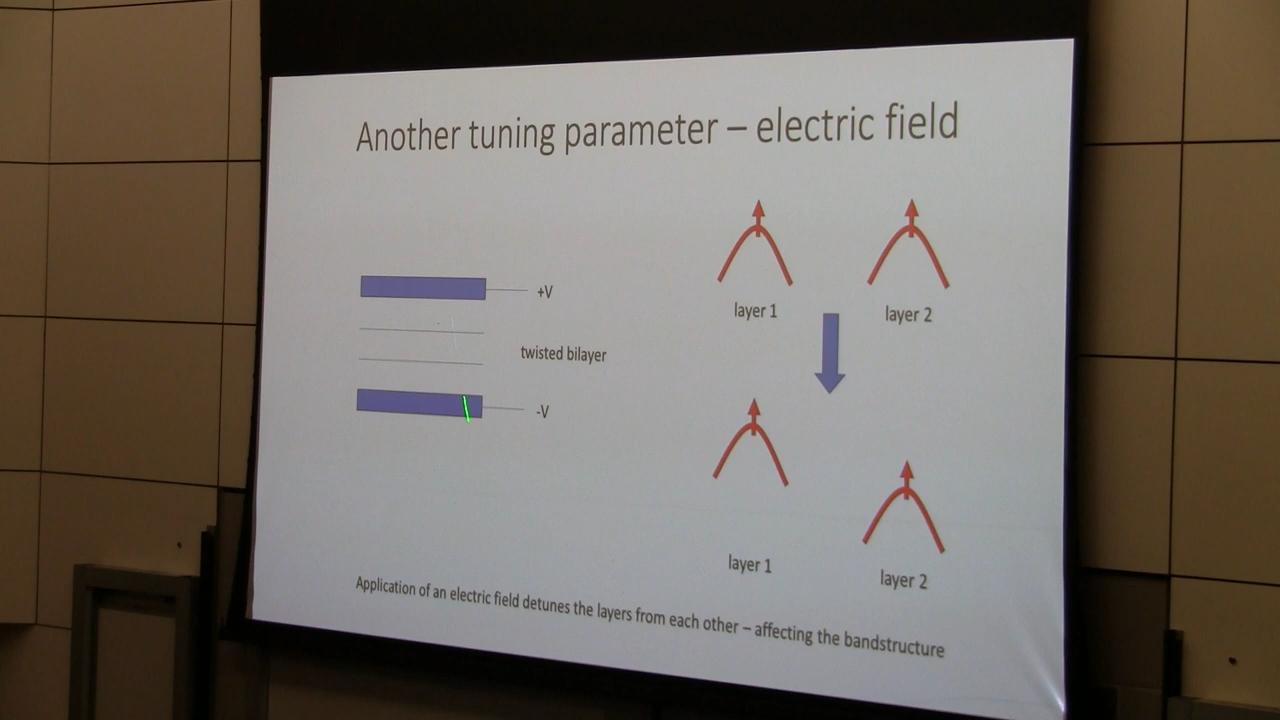 Another tuning parameter – electric field
+V
twisted bilayer
-V
layer 1
layer 2
layer 1
layer 2
Application of an electric field detunes the layers from each other – affecting the bandstructure